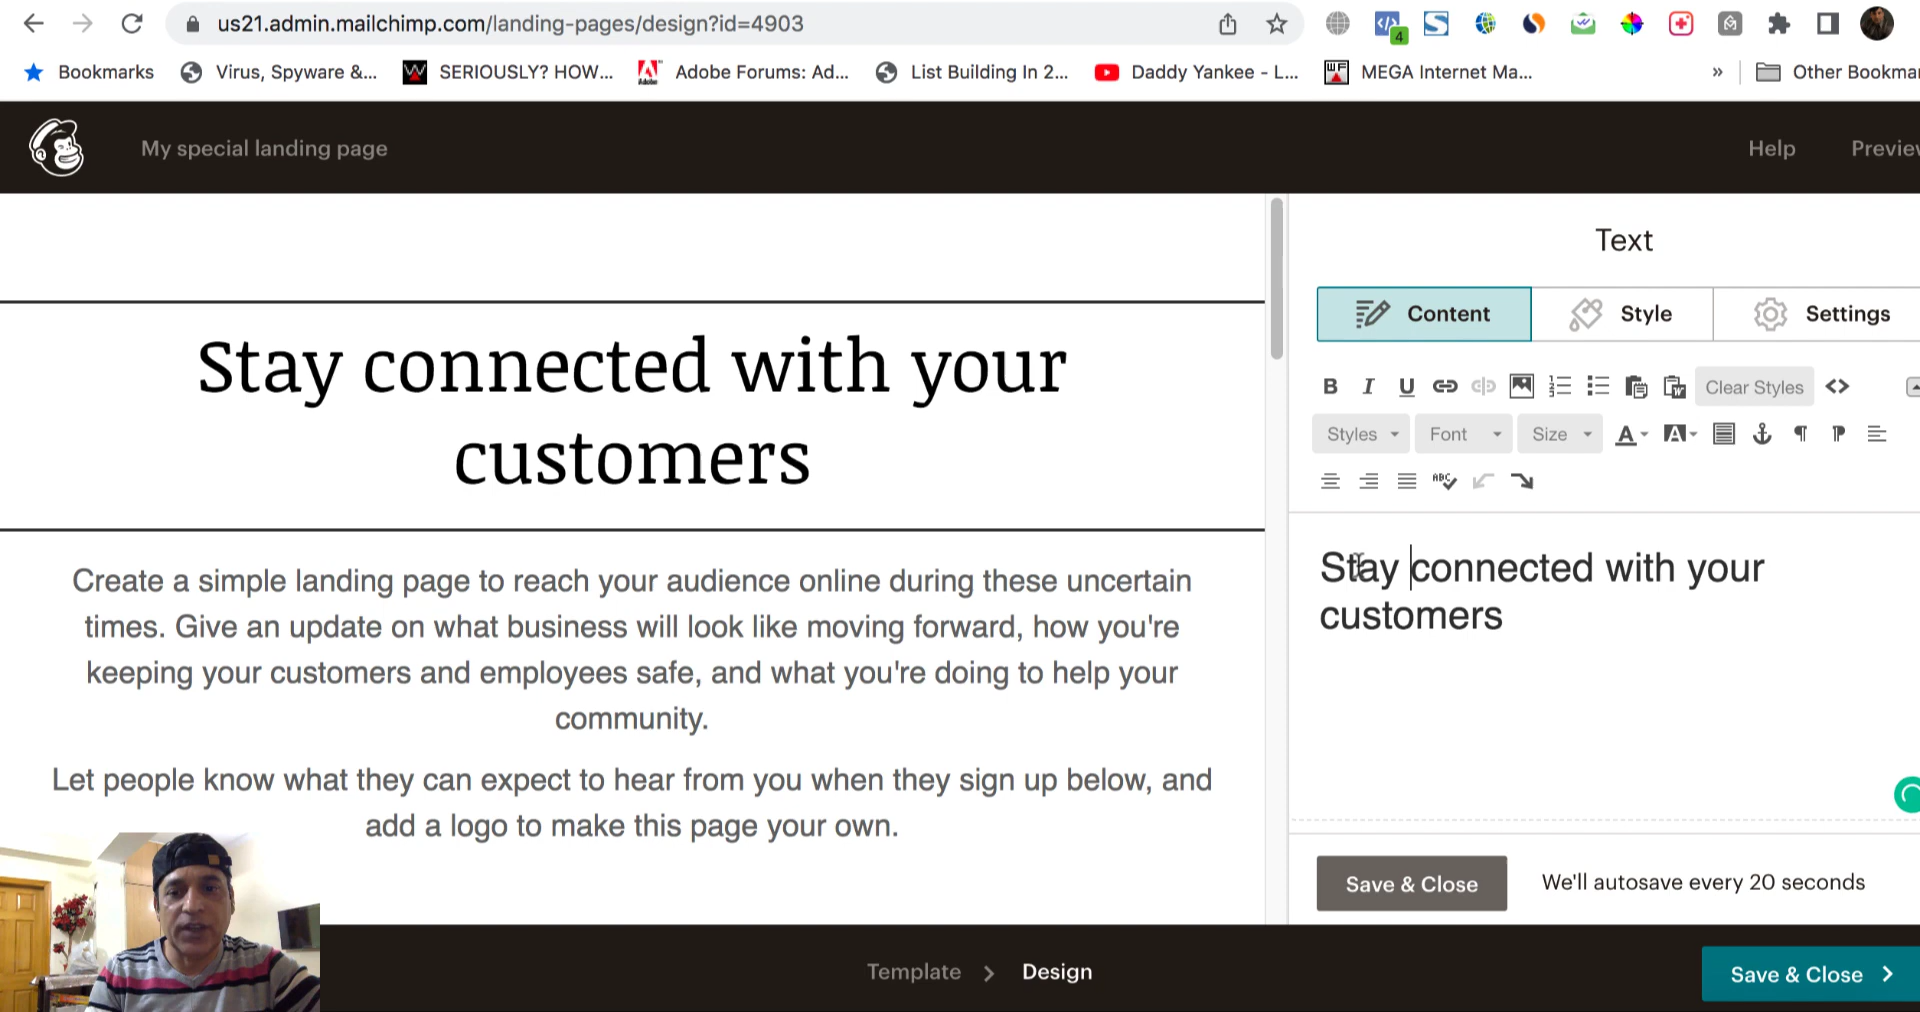 us21.admin.mailchimp.com/landing-pages/design?id=4903
4
Bookmarks
Virus, Spyware &...
SERIOUSLY? HOW...
Adobe Forums: Ad...
List Building In 2...
Daddy Yankee - L...
MEGA Internet Ma...
»
Other Bookmar
My special landing page
Help
Preview
Text
Stay connected with your
customers
Content
Style
Settings
B I U Clear Styles <>
Styles
Font
Size
A
A
ABC
Create a simple landing page to reach your audience online during these uncertain
times. Give an update on what business will look like moving forward, how you're
keeping your customers and employees safe, and what you're doing to help your
community.
Let people know what they can expect to hear from you when they sign up below, and
add a logo to make this page your own.
Stay connected with your
customers
Save & Close
We'll autosave every 20 seconds
Template > Design
Save & Close >